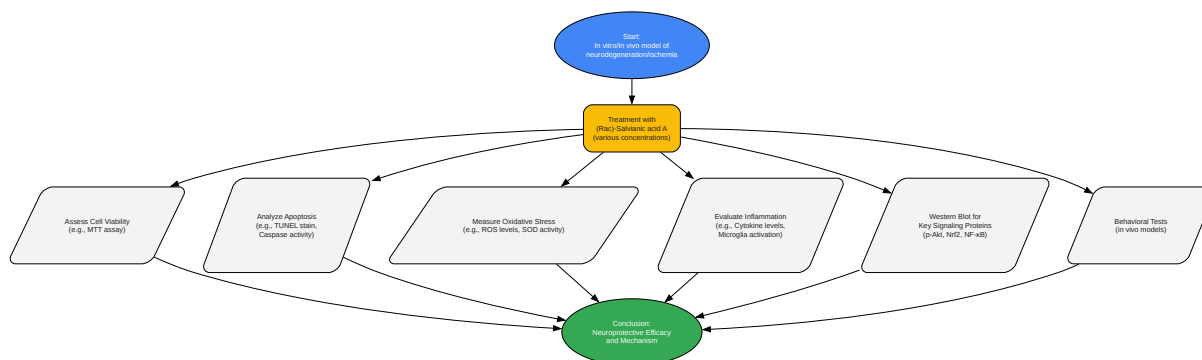 Start:
In vitro/In vivo model of
neurodegeneration/ischemia
Treatment with
(Rac)-Salvianic acid A
(various concentrations)
Assess Cell Viability
(e.g., MTT assay)
Analyze Apoptosis
(e.g., TUNEL stain,
Caspase activity)
Measure Oxidative Stress
(e.g., ROS levels, SOD activity)
Evaluate Inflammation
(e.g., Cytokine levels,
Microglia activation)
Western Blot for
Key Signaling Proteins
(p-Akt, Nrf2, NF-κB)
Behavioral Tests
(in vivo models)
Conclusion:
Neuroprotective Efficacy
and Mechanism